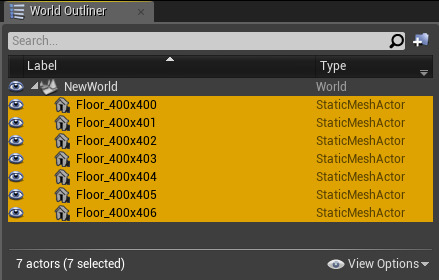 World Outliner
Search...
Label Type
NewWorld World
Floor_400x400 StaticMeshActor
Floor_400x401 StaticMeshActor
Floor_400x402 StaticMeshActor
Floor_400x403 StaticMeshActor
Floor_400x404 StaticMeshActor
Floor_400x405 StaticMeshActor
Floor_400x406 StaticMeshActor
7 actors (7 selected) View Options